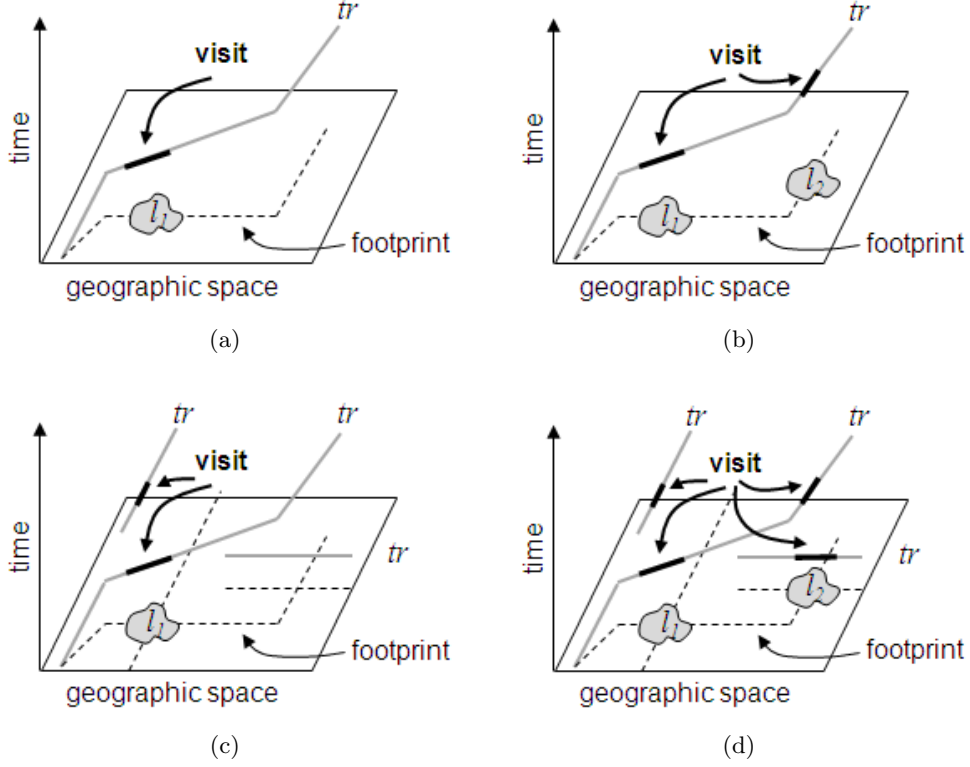 tr
visit
time
l1
footprint
geographic space
(a)
tr
visit
time
l1
l2
footprint
geographic space
(b)
tr
tr
visit
time
tr
l1
footprint
geographic space
(c)
tr
tr
visit
time
tr
l2
l1
footprint
geographic space
(d)